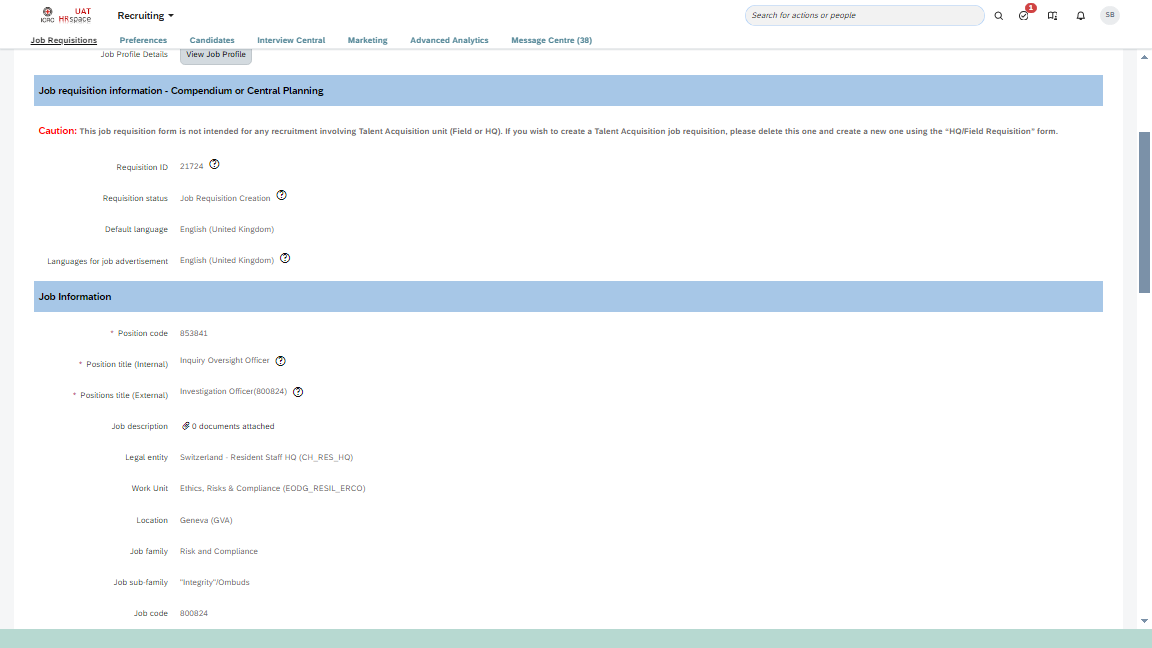 ICRC
UAT
HRspace
Recruiting
Search for actions or people
1
SB
Job Requisitions
Preferences
Candidates
Interview Central
Marketing
Advanced Analytics
Message Centre (38)
Job Profile Details
View Job Profile
Job requisition information - Compendium or Central Planning
Caution: This job requisition form is not intended for any recruitment involving Talent Acquisition unit (Field or HQ). If you wish to create a Talent Acquisition job requisition, please delete this one and create a new one using the "HQ/Field Requisition" form.
Requisition ID 21724 ?
Requisition status Job Requisition Creation ?
Default language English (United Kingdom)
Languages for job advertisement English (United Kingdom) ?
Job Information
* Position code 853841
* Position title (Internal) Inquiry Oversight Officer ?
* Positions title (External) Investigation Officer(800824) ?
Job description 0 documents attached
Legal entity Switzerland - Resident Staff HQ (CH_RES_HQ)
Work Unit Ethics, Risks & Compliance (EODG_RESIL_ERCO)
Location Geneva (GVA)
Job family Risk and Compliance
Job sub-family "Integrity"/Ombuds
Job code 800824